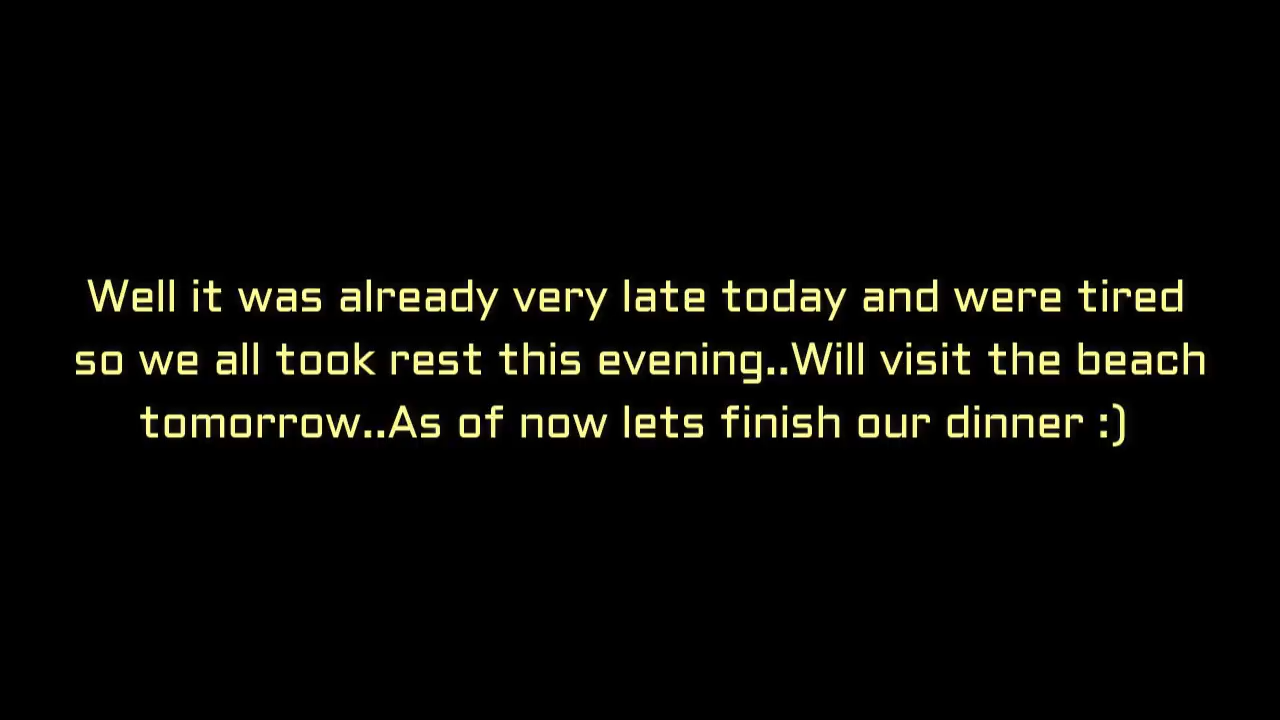 Well it was already very late today and were tired
so we all took rest this evening..Will visit the beach
tomorrow..As of now lets finish our dinner :)